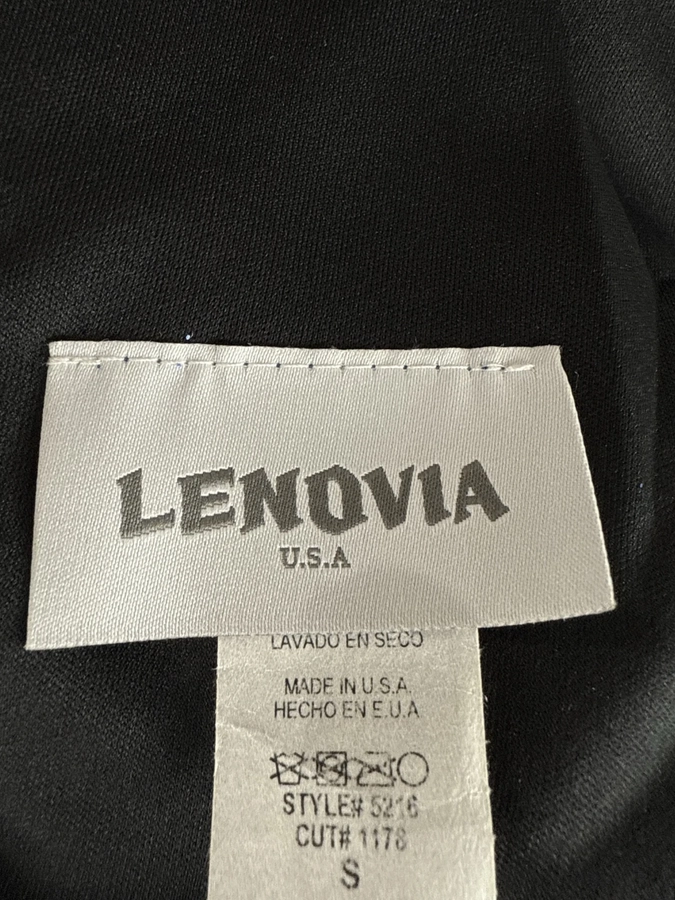 LENOVIA
U.S.A
LAVADO EN SECO
MADE IN U.S.A.
HECHO EN E.U.A
STYLE# 5216
CUT# 1178
S